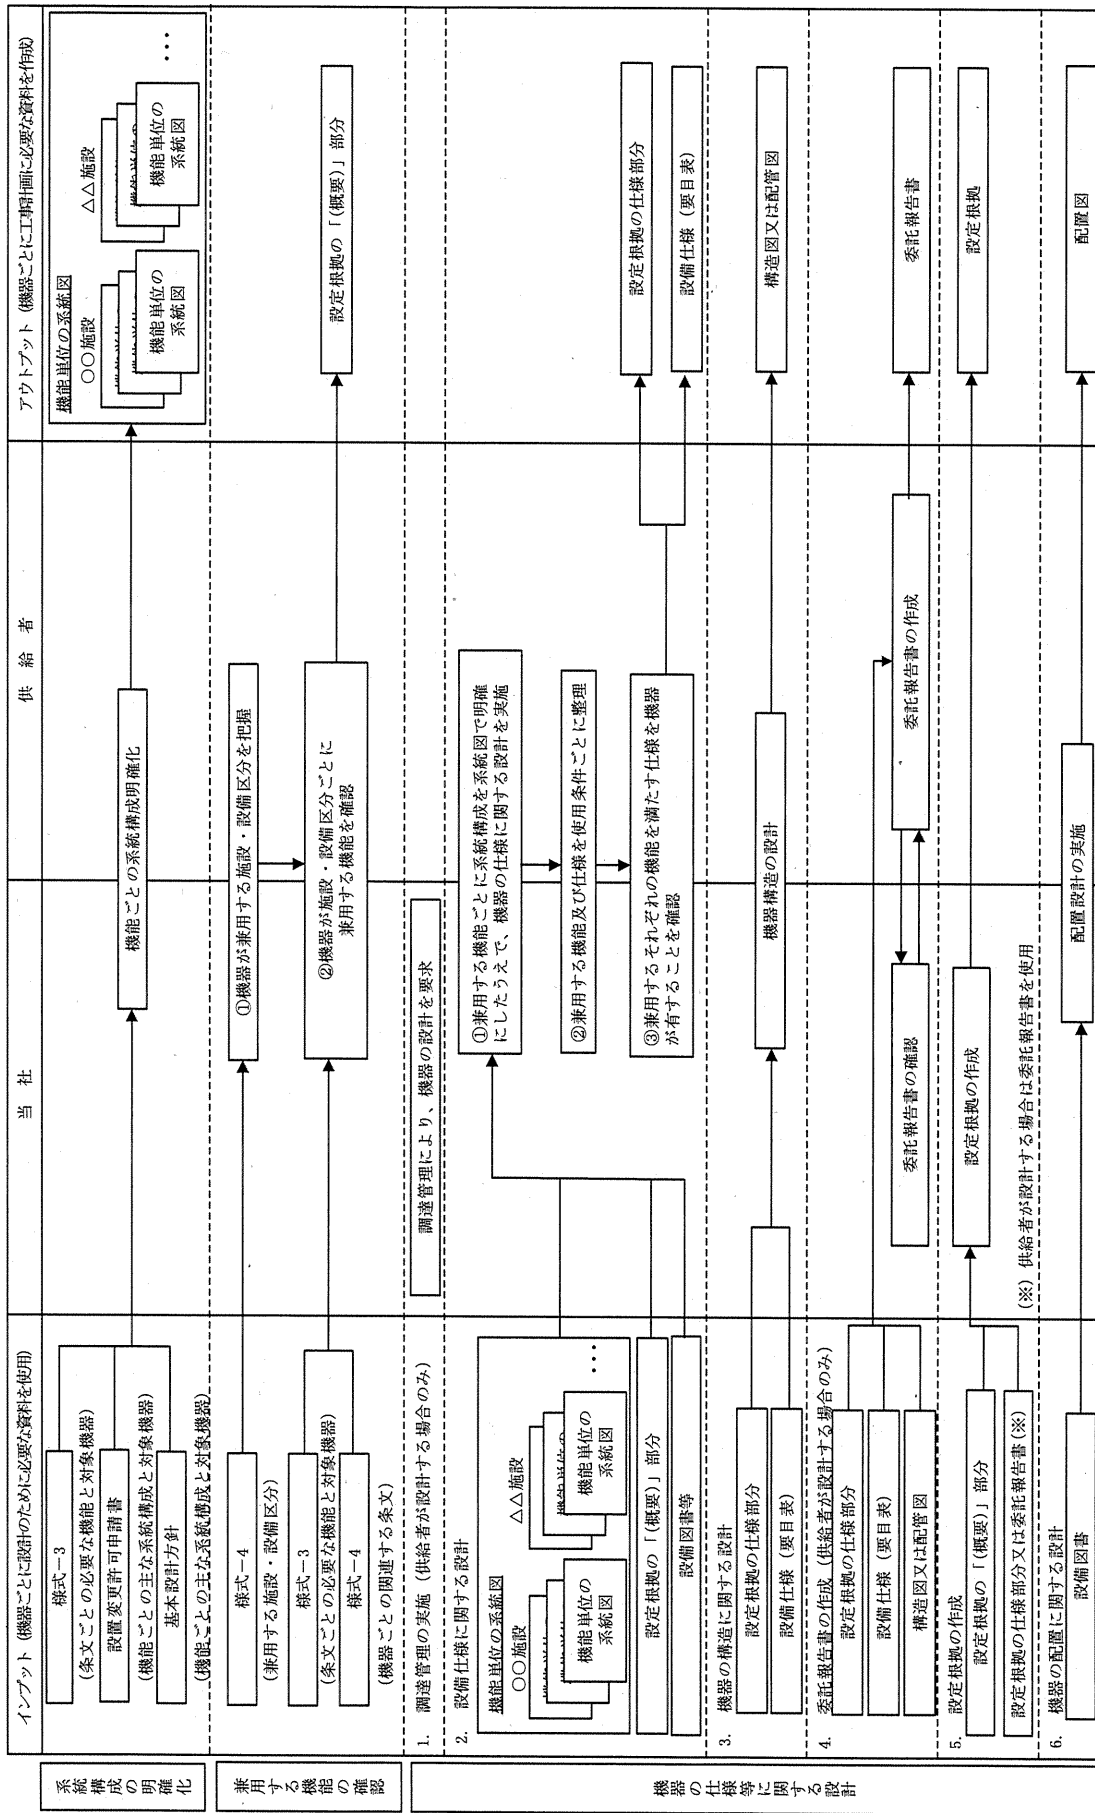 インプット (機器ごとに設計のために必要な資料を使用)
当 社
供 給 者
アウトプット (機器ごとに工事計画に必要な資料を作成)
系統構成の明確化
様式－3
(条文ごとの必要な機能と対象機器)
設置変更許可申請書
(機能ごとの主な系統構成と対象機器)
基本設計方針
(機能ごとの主な系統構成と対象機器)
機能ごとの系統構成明確化
機能単位の系統図
○○施設
機能単位の
系統図
△△施設
機能単位の
系統図
…
兼用する機能の確認
様式－4
(兼用する施設・設備区分)
様式－3
(条文ごとの必要な機能と対象機器)
様式－4
(機器ごとの関連する条文)
①機器が兼用する施設・設備区分を把握
②機器が施設・設備区分ごとに
兼用する機能を確認
設定根拠の「(概要)」部分
機器の仕様等に関する設計
1. 調達管理の実施 (供給者が設計する場合のみ)
調達管理により、機器の設計を要求
2. 設備仕様に関する設計
機能単位の系統図
○○施設
機能単位の
機能単位の
系統図
△△施設
機能単位の
機能単位の
系統図
…
設定根拠の「(概要)」部分
設備図書等
①兼用する機能ごとに系統構成を系統図で明確
にしたうえで、機器の仕様に関する設計を実施
②兼用する機能及び仕様を使用条件ごとに整理
③兼用するそれぞれの機能を満たす仕様を機器
が有することを確認
設定根拠の仕様部分
設備仕様 (要目表)
3. 機器の構造に関する設計
設定根拠の仕様部分
設備仕様 (要目表)
機器構造の設計
構造図又は配管図
4. 委託報告書の作成 (供給者が設計する場合のみ)
設定根拠の仕様部分
設備仕様 (要目表)
構造図又は配管図
委託報告書の確認
委託報告書の作成
委託報告書
5. 設定根拠の作成
設定根拠の「(概要)」部分
設定根拠の仕様部分又は委託報告書(※)
設定根拠の作成
設定根拠
(※) 供給者が設計する場合は委託報告書を使用
6. 機器の配置に関する設計
設備図書
配置設計の実施
配置図